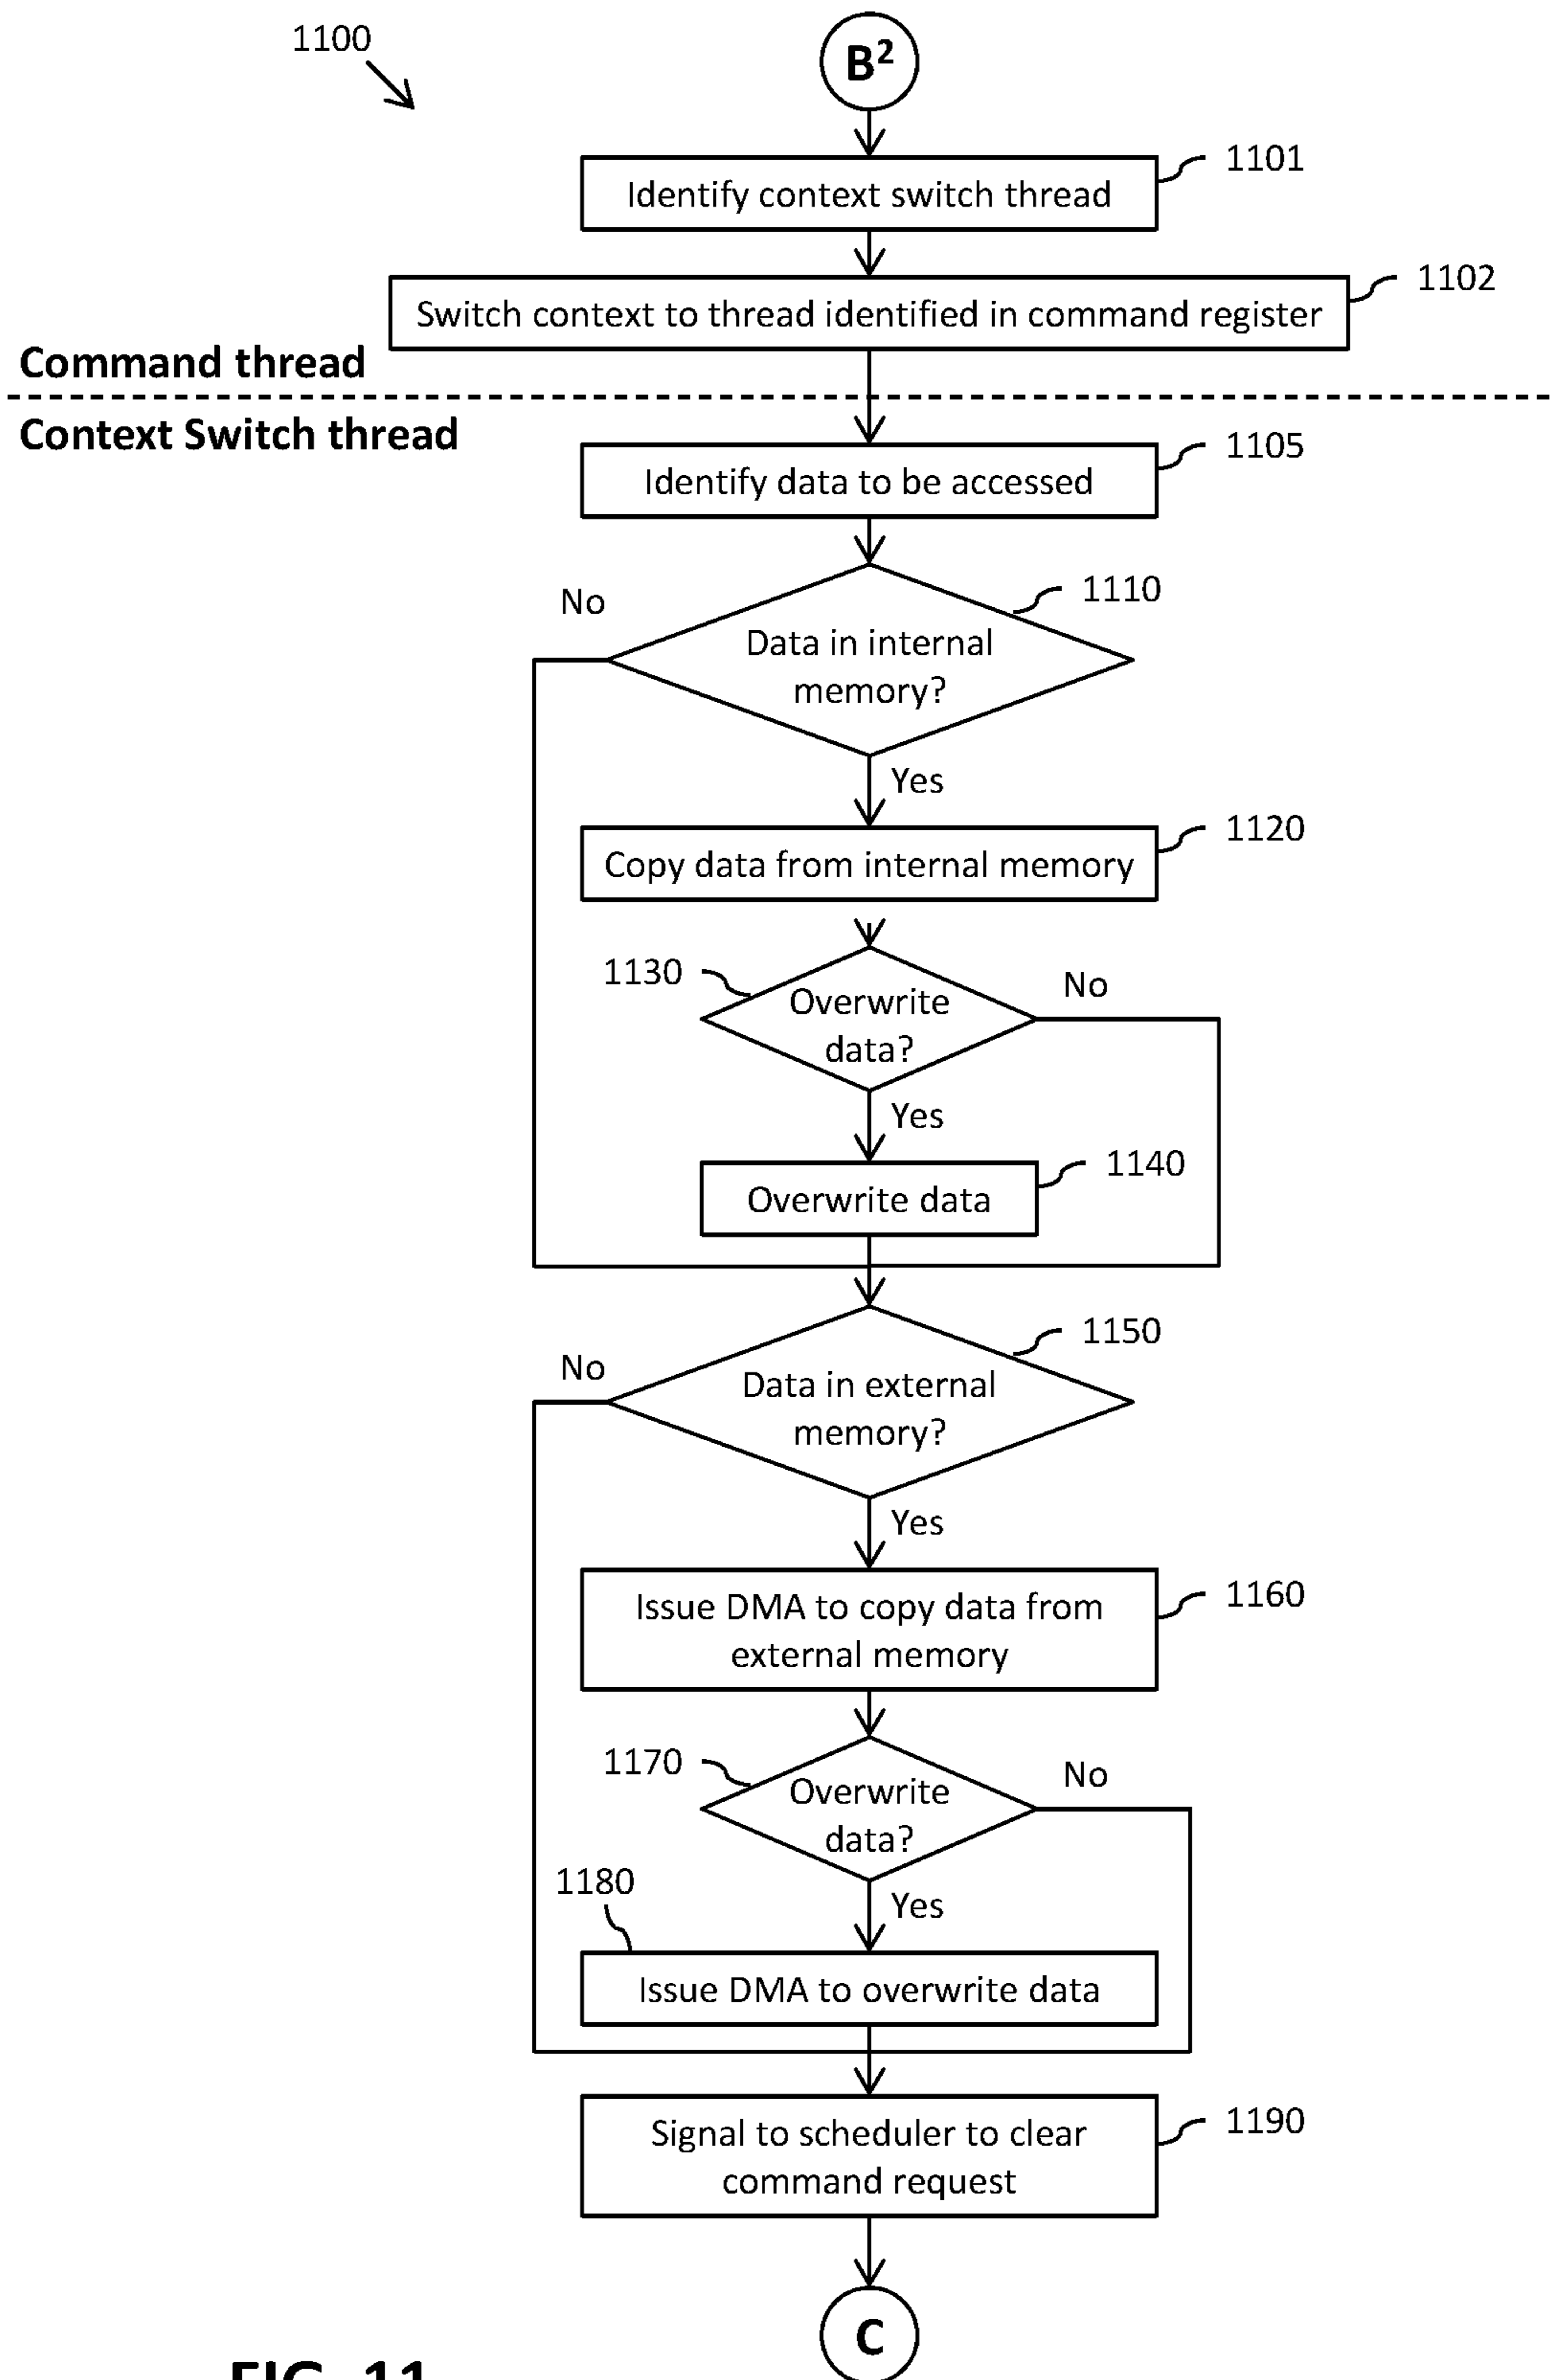 1100
B²
1101
Identify context switch thread
1102
Switch context to thread identified in command register
Command thread
Context Switch thread
1105
Identify data to be accessed
1110
No
Data in internal
memory?
Yes
1120
Copy data from internal memory
1130
No
Overwrite
data?
Yes
1140
Overwrite data
1150
No
Data in external
memory?
Yes
1160
Issue DMA to copy data from
external memory
1170
No
Overwrite
data?
1180
Yes
Issue DMA to overwrite data
1190
Signal to scheduler to clear
command request
C
FIG. 11